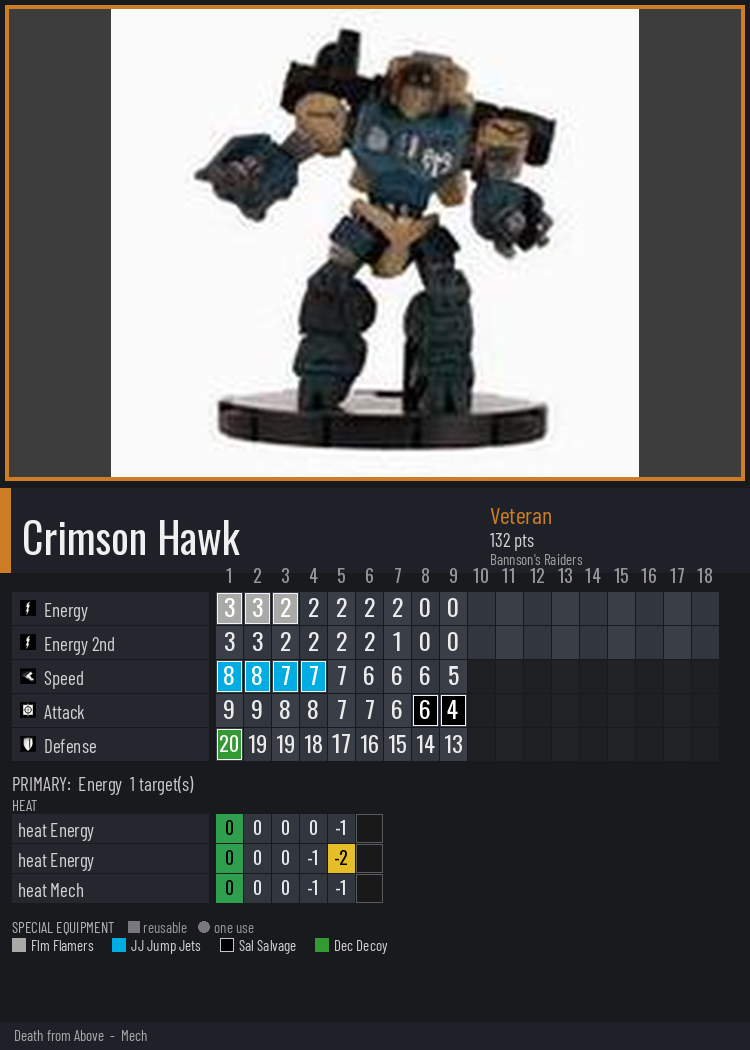 Crimson Hawk
Veteran
132 pts
Bannson's Raiders
1 2 3 4 5 6 7 8 9 10 11 12 13 14 15 16 17 18
Energy 3 3 2 2 2 2 2 0 0
Energy 2nd 3 3 2 2 2 2 1 0 0
Speed 8 8 7 7 7 6 6 6 5
Attack 9 9 8 8 7 7 6 6 4
Defense 20 19 19 18 17 16 15 14 13
PRIMARY: Energy 1 target(s)
HEAT
heat Energy 0 0 0 0 -1
heat Energy 0 0 0 -1 -2
heat Mech 0 0 0 -1 -1
SPECIAL EQUIPMENT reusable one use
Flm Flamers JJ Jump Jets Sal Salvage Dec Decoy
Death from Above - Mech